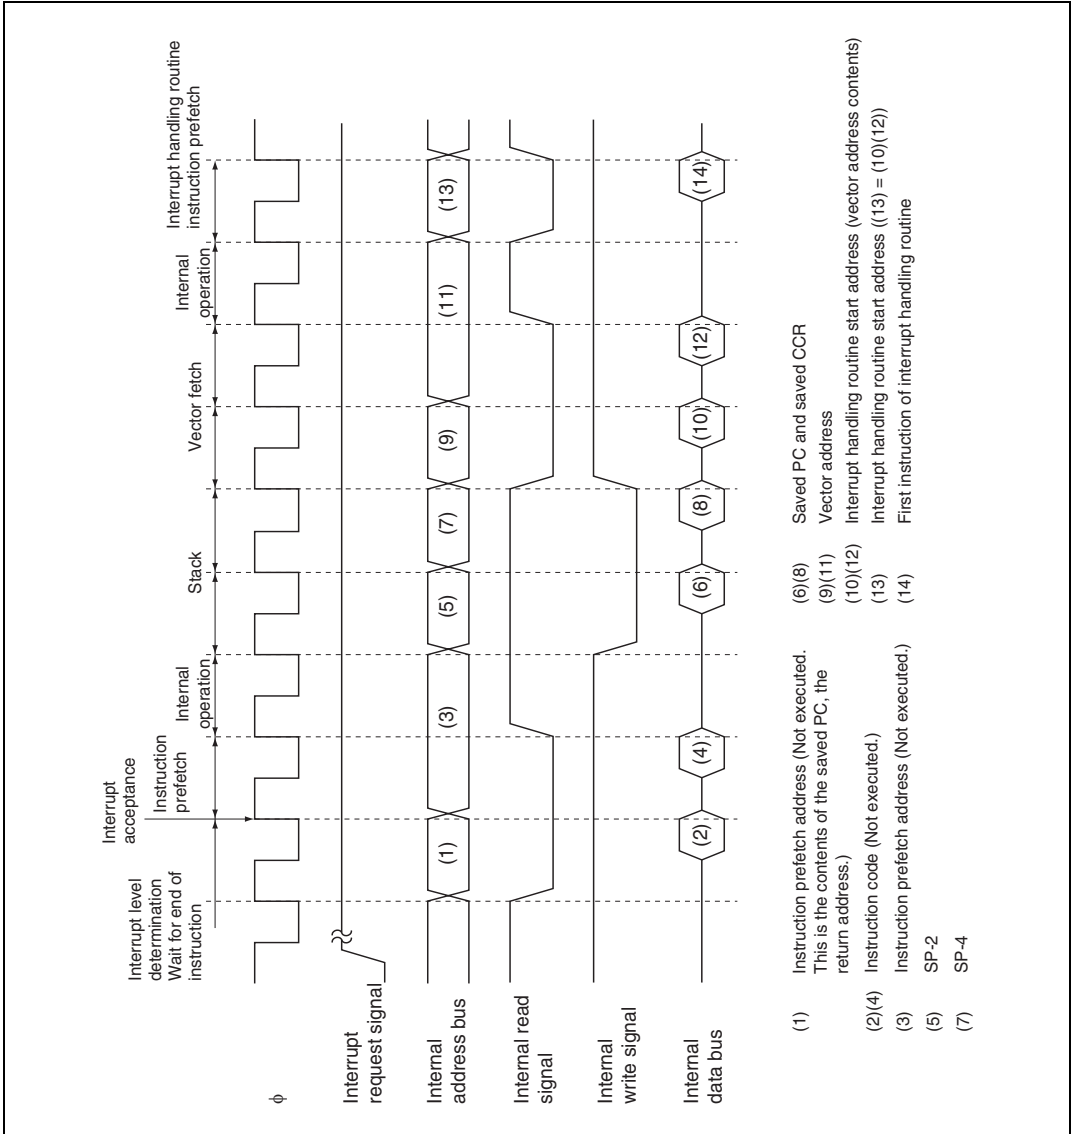 Interrupt level
determination
Wait for end of
instruction
Interrupt
acceptance
Instruction
prefetch
Internal
operation
Stack
Vector fetch
Internal
operation
Interrupt handling routine
instruction prefetch
φ
Interrupt
request signal
Internal
address bus
(1)
(3)
(5)
(7)
(9)
(11)
(13)
Internal read
signal
Internal
write signal
Internal
data bus
(2)
(4)
(6)
(8)
(10)
(12)
(14)
(1) Instruction prefetch address (Not executed.
This is the contents of the saved PC, the
return address.)
(2)(4) Instruction code (Not executed.)
(3) Instruction prefetch address (Not executed.)
(5) SP-2
(7) SP-4
(6)(8) Saved PC and saved CCR
(9)(11) Vector address
(10)(12) Interrupt handling routine start address (vector address contents)
(13) Interrupt handling routine start address ((13) = (10)(12))
(14) First instruction of interrupt handling routine